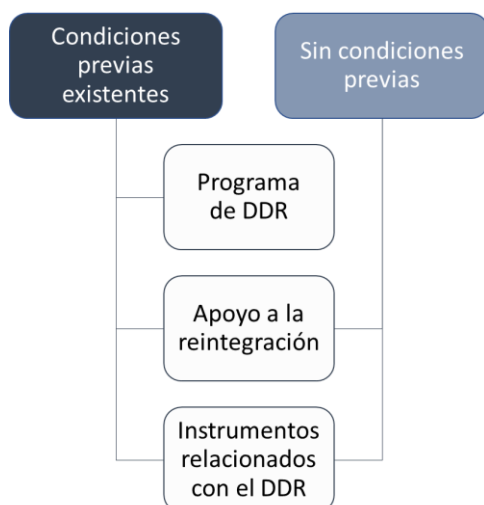 Condiciones
previas
existentes
Sin condiciones
previas
Programa
de DDR
Apoyo a la
reintegración
Instrumentos
relacionados
con el DDR